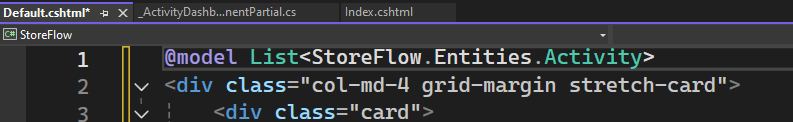 Default.cshtml*
_ActivityDashb...nentPartial.cs
Index.cshtml
StoreFlow
1 @model List<StoreFlow.Entities.Activity>
2 <div class="col-md-4 grid-margin stretch-card">
3 <div class="card">